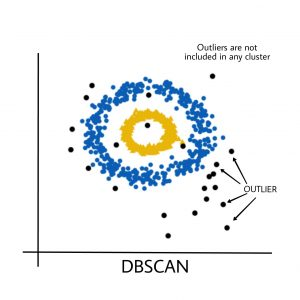 Outliers are not
included in any cluster
OUTLIER
DBSCAN